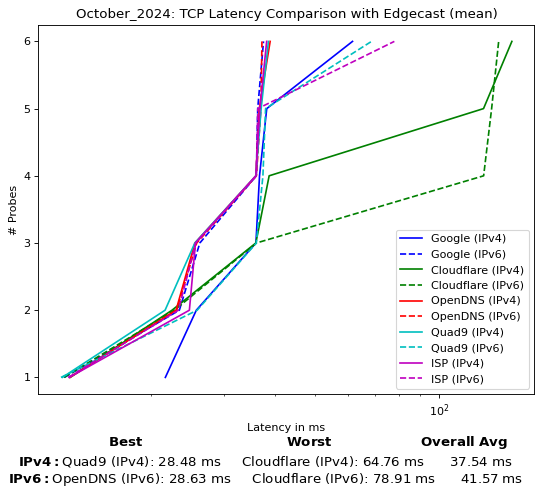 October_2024: TCP Latency Comparison with Edgecast (mean)
# Probes
6
5
4
3
2
1
Google (IPv4)
Google (IPv6)
Cloudflare (IPv4)
Cloudflare (IPv6)
OpenDNS (IPv4)
OpenDNS (IPv6)
Quad9 (IPv4)
Quad9 (IPv6)
ISP (IPv4)
ISP (IPv6)
10²
Latency in ms
Best Worst Overall Avg
IPv4: Quad9 (IPv4): 28.48 ms Cloudflare (IPv4): 64.76 ms 37.54 ms
IPv6: OpenDNS (IPv6): 28.63 ms Cloudflare (IPv6): 78.91 ms 41.57 ms